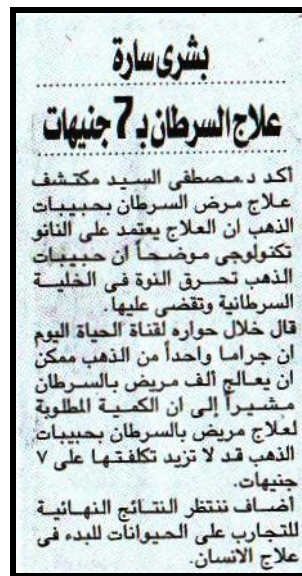 بشرى سارة
علاج السرطان بـ 7 جنيهات
أكد د. مصطفى السيد مكتشف
علاج مرض السرطان بحبيبات
الذهب ان العلاج يعتمد على النانو
تكنولوجى موضحاً ان حبيبات
الذهب تحرق النوة فى الخلية
السرطانية وتقضى عليها.
قال خلال حواره لقناة الحياة اليوم
ان جراما واحداً من الذهب ممكن
ان يعالج ألف مريض بالسرطان
مشيراً إلى ان الكمية المطلوبة
لعلاج مريض بالسرطان بحبيبات
الذهب قد لا تزيد تكلفتها على ٧
جنيهات.
أضاف ننتظر النتائج النهائية
للتجارب على الحيوانات للبدء فى
علاج الانسان.